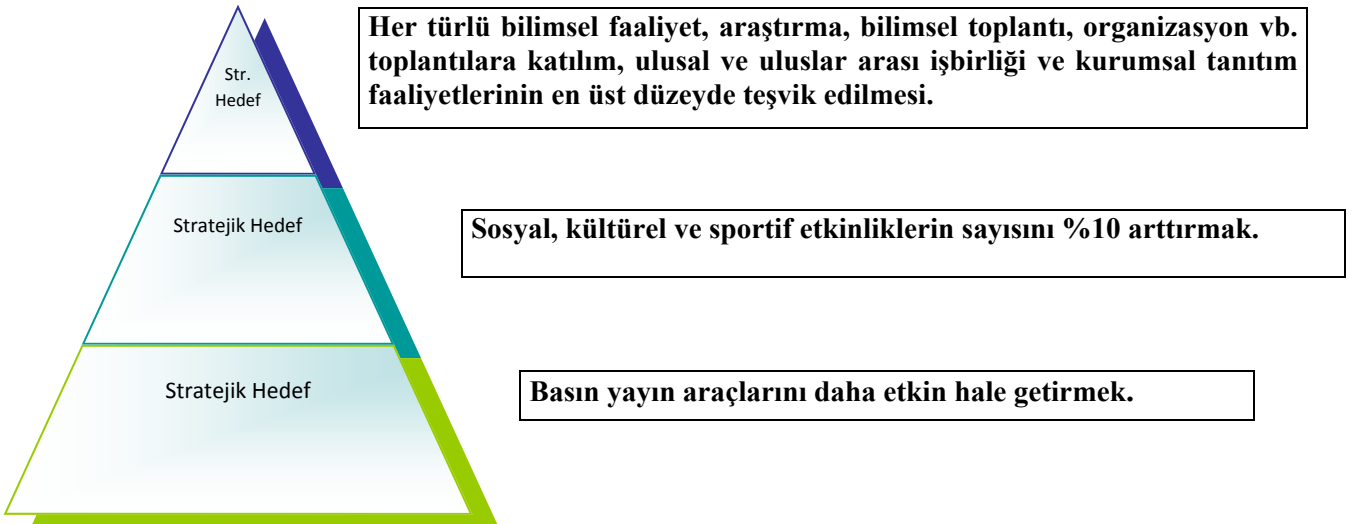 Str.
Hedef
Her türlü bilimsel faaliyet, araştırma, bilimsel toplantı, organizasyon vb.
toplantılara katılım, ulusal ve uluslar arası işbirliği ve kurumsal tanıtım
faaliyetlerinin en üst düzeyde teşvik edilmesi.
Stratejik Hedef
Sosyal, kültürel ve sportif etkinliklerin sayısını %10 arttırmak.
Stratejik Hedef
Basın yayın araçlarını daha etkin hale getirmek.